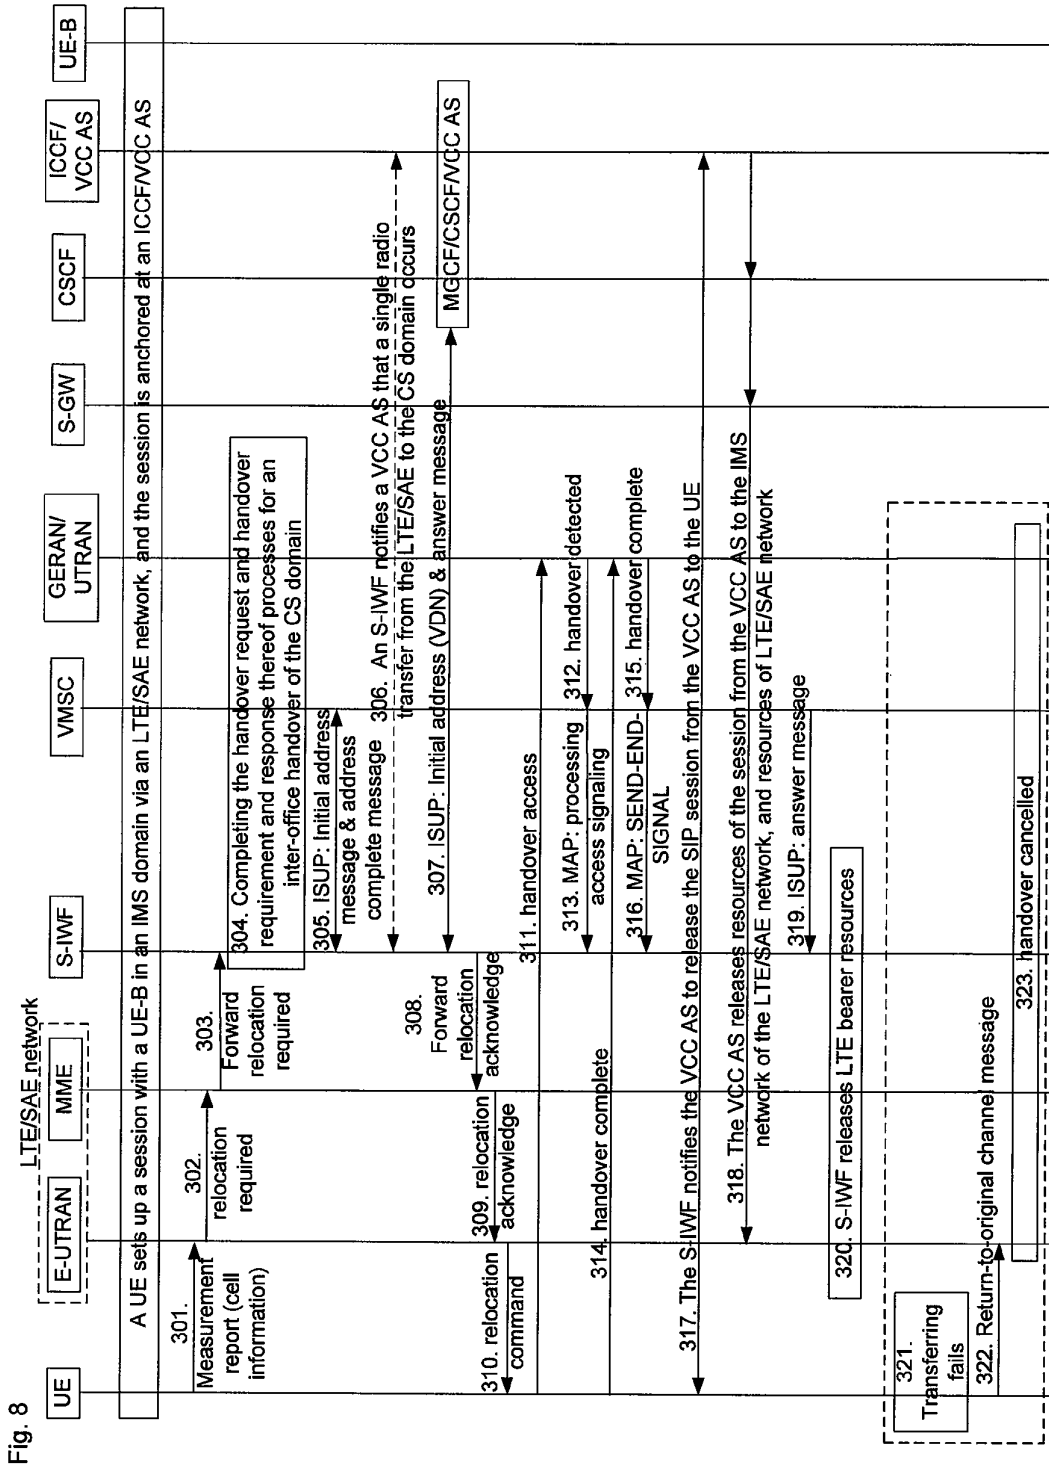 Fig. 8
LTE/SAE network
UE
E-UTRAN
MME
S-IWF
VMSC
GERAN/
UTRAN
S-GW
CSCF
ICCF/
VCC AS
UE-B
A UE sets up a session with a UE-B in an IMS domain via an LTE/SAE network, and the session is anchored at an ICCF/VCC AS
301.
Measurement
report (cell
information)
302.
relocation
required
303.
Forward
relocation
required
304. Completing the handover request and handover
requirement and response thereof processes for an
inter-office handover of the CS domain
305. ISUP: Initial address
message & address
complete message
306. An S-IWF notifies a VCC AS that a single radio
transfer from the LTE/SAE to the CS domain occurs
307. ISUP: Initial address (VDN) & answer message
MGCF/CSCF/VCC AS
308.
Forward
relocation
acknowledge
309. relocation
acknowledge
310. relocation
command
311. handover access
312. handover detected
313. MAP: processing
access signaling
314. handover complete
315. handover complete
316. MAP: SEND-END-
SIGNAL
317. The S-IWF notifies the VCC AS to release the SIP session from the VCC AS to the UE
318. The VCC AS releases resources of the session from the VCC AS to the IMS
network of the LTE/SAE network, and resources of LTE/SAE network
319. ISUP: answer message
320. S-IWF releases LTE bearer resources
321.
Transferring
fails
322. Return-to-original channel message
323. handover cancelled